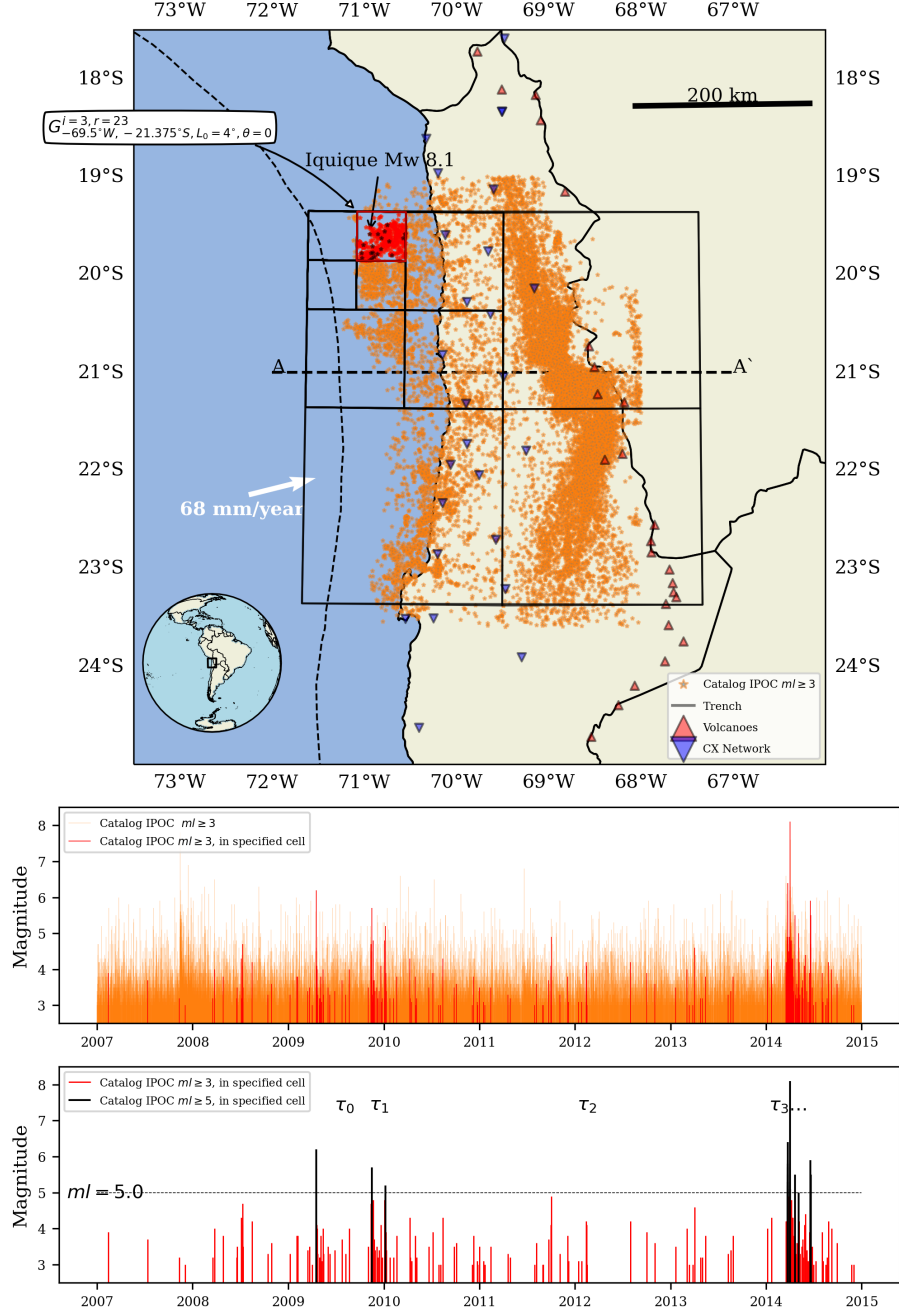 73°W 72°W 71°W 70°W 69°W 68°W 67°W
18°S 18°S
200 km
G^{i=3, r=23}_{−69.5°W, −21.375°S, L_0=4°, θ=0}
Iquique Mw 8.1
19°S 19°S
20°S 20°S
A A`
21°S 21°S
22°S 22°S
68 mm/year
23°S 23°S
24°S 24°S
Catalog IPOC ml ≥ 3
Trench
Volcanoes
CX Network
73°W 72°W 71°W 70°W 69°W 68°W 67°W
Catalog IPOC ml ≥ 3
Catalog IPOC ml ≥ 3, in specified cell
Magnitude
8
7
6
5
4
3
2007 2008 2009 2010 2011 2012 2013 2014 2015
Catalog IPOC ml ≥ 3, in specified cell
Catalog IPOC ml ≥ 5, in specified cell
τ0 τ1 τ2 τ3...
ml = 5.0
Magnitude
8
7
6
5
4
3
2007 2008 2009 2010 2011 2012 2013 2014 2015